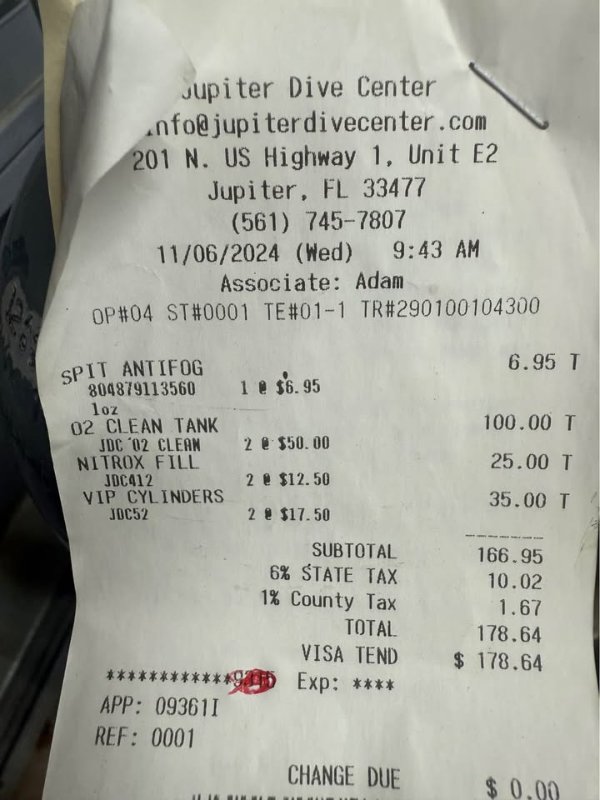 Jupiter Dive Center
info@jupiterdivecenter.com
201 N. US Highway 1, Unit E2
Jupiter, FL 33477
(561) 745-7807
11/06/2024 (Wed) 9:43 AM
Associate: Adam
OP#04 ST#0001 TE#01-1 TR#290100104300
SPIT ANTIFOG 6.95 T
804879113560 1 @ $6.95
1oz
O2 CLEAN TANK 100.00 T
JDC O2 CLEAN 2 @ $50.00
NITROX FILL 25.00 T
JDC412 2 @ $12.50
VIP CYLINDERS 35.00 T
JDC52 2 @ $17.50
SUBTOTAL 166.95
6% STATE TAX 10.02
1% County Tax 1.67
TOTAL 178.64
VISA TEND $ 178.64
************ Exp: ****
APP: 09361I
REF: 0001
CHANGE DUE $ 0.00